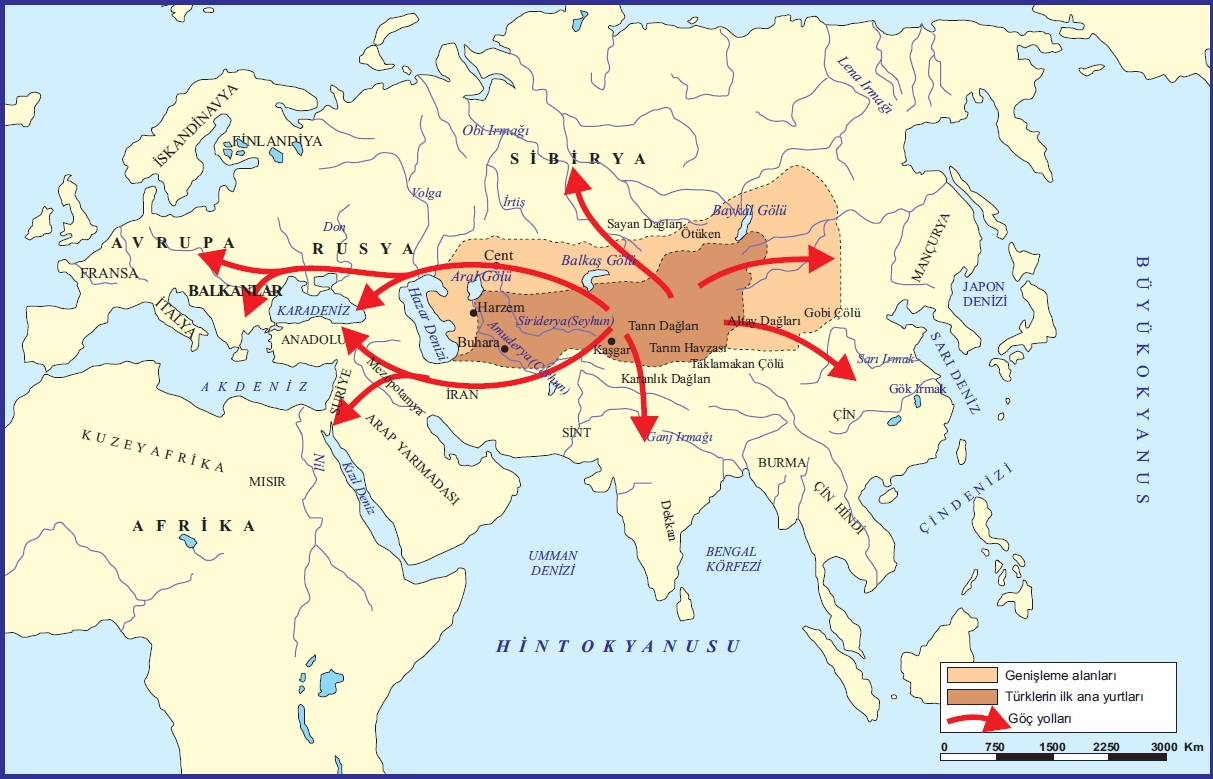 Lena Irmağı
İSKANDİNAVYA
FİNLANDİYA
Obi Irmağı
SİBİRYA
Volga
İrtiş
Don
Sayan Dağları
Baykal Gölü
Ötüken
AVRUPA
RUSYA
MANÇURYA
FRANSA
Cent
Balkaş Gölü
Aral Gölü
BALKANLAR
JAPON
DENİZİ
BÜYÜK OKYANUS
İTALYA
KARADENİZ
Hazar Denizi
Harzem
Siriderya(Seyhun)
Tanrı Dağları
Altay Dağları
Gobi Çölü
ANADOLU
Buhara
Amuderya(Ceyhun)
Kaşgar
Tarım Havzası
Taklamakan Çölü
Sarı Irmak
SARI DENİZ
AKDENİZ
SURİYE
Mezopotamya
İRAN
Karanlık Dağları
Gök Irmak
ÇİN
KUZEY AFRİKA
ARAP YARIMADASI
SİNT
Ganj Irmağı
BURMA
MISIR
Nil
Kızıl Deniz
ÇİN HİNDİ
ÇİN DENİZİ
AFRİKA
Dekkan
UMMAN
DENİZİ
BENGAL
KÖRFEZİ
HİNT OKYANUSU
Genişleme alanları
Türklerin ilk ana yurtları
Göç yolları
0 750 1500 2250 3000 Km